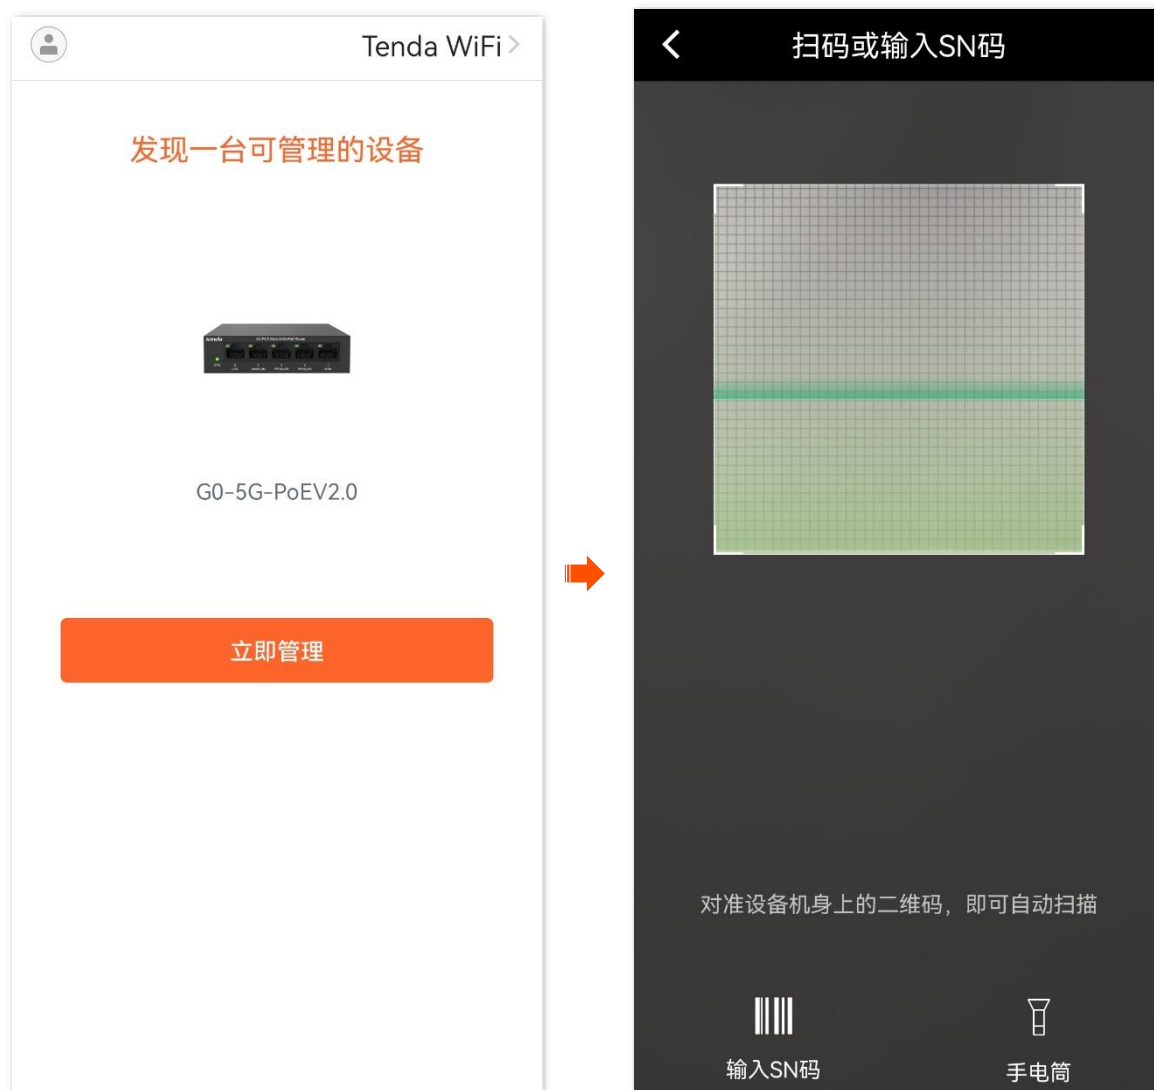 Tenda WiFi
发现一台可管理的设备
G0-5G-PoEV2.0
立即管理
扫码或输入SN码
对准设备机身上的二维码，即可自动扫描
输入SN码
手电筒